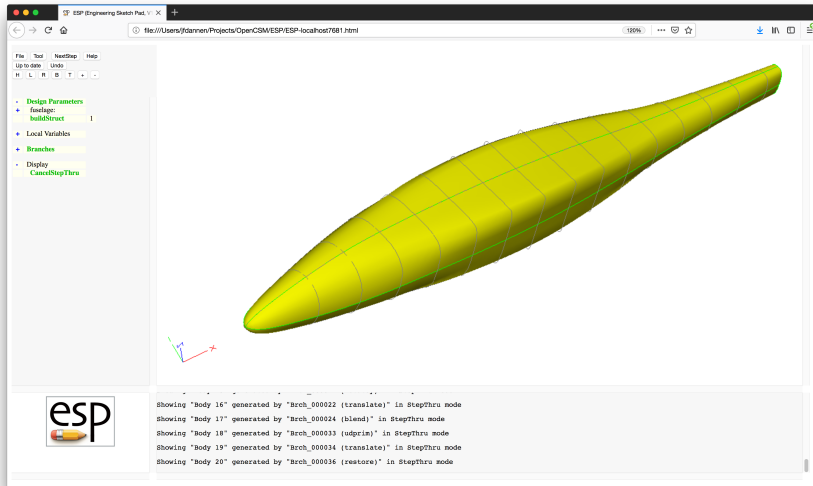 ESP (Engineering Sketch Pad, V
file:///Users/jfdannen/Projects/OpenCSM/ESP/ESP-localhost7681.html
120%
File Tool NextStep Help
Up to date Undo
H L R B T + -
- Design Parameters
+ fuselage:
buildStruct 1
+ Local Variables
+ Branches
- Display
CancelStepThru
X
esp
Showing "Body 16" generated by "Brch_000022 (translate)" in StepThru mode
Showing "Body 17" generated by "Brch_000024 (blend)" in StepThru mode
Showing "Body 18" generated by "Brch_000033 (udprim)" in StepThru mode
Showing "Body 19" generated by "Brch_000034 (translate)" in StepThru mode
Showing "Body 20" generated by "Brch_000036 (restore)" in StepThru mode